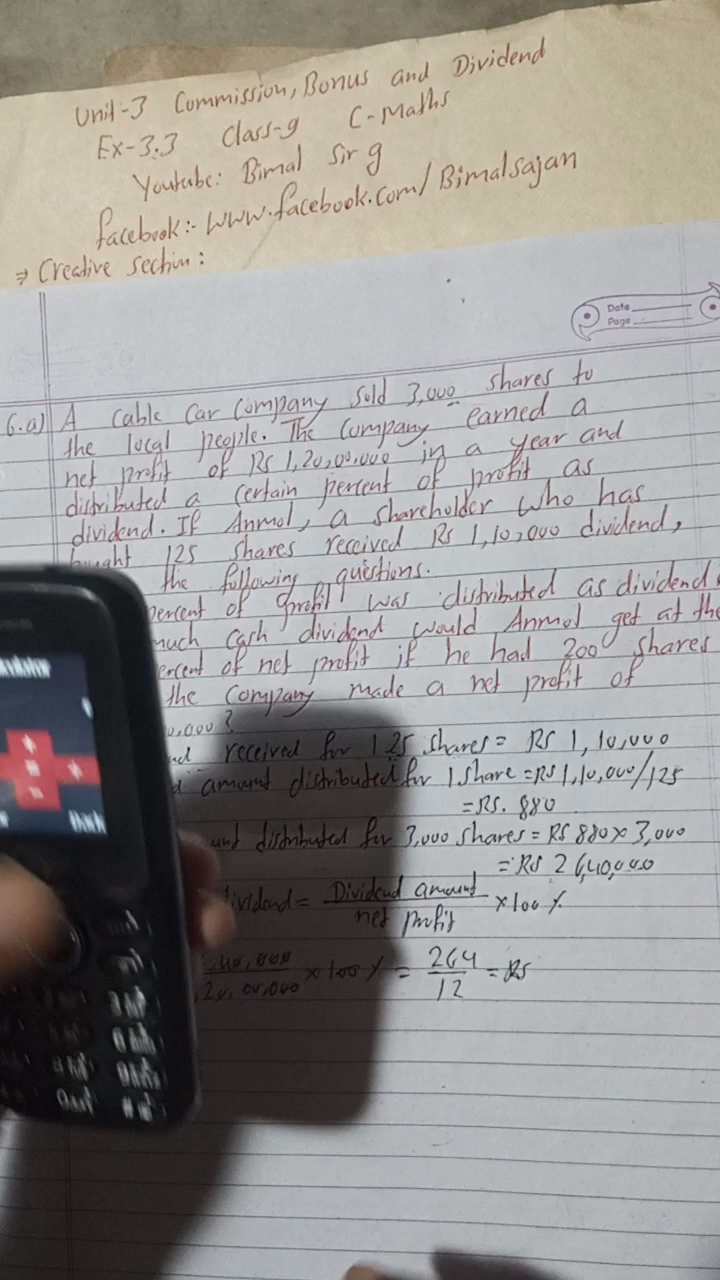 Unit-3 Commission, Bonus and Dividend
Ex-3.3 Class-9 C-Maths
Youtube: Bimal Sir g
facebook:- www.facebook.com/Bimalsajan
⇒ Creative Section:
Date
Page
6.a) A cable car company sold 3,000 shares to
the local people. The company earned a
net profit of Rs 1,20,00,000 in a year and
distributed a certain percent of profit as
dividend. If Anmol, a shareholder who has
125 shares received Rs 1,10,000 dividend,
the following questions.
percent of profit was distributed as dividend
cash dividend would Anmol get at the
of net profit if he had 200 shares
the company made a net profit of
received for 125 shares = Rs 1,10,000
amount distributed for 1 share = Rs 1,10,000/125
= Rs. 880
distributed for 3,000 shares = Rs 880 x 3,000
= Rs 26,40,000
= Dividend amount
net profit
x 100 %
x 100 % = 264
12
= Rs
Back